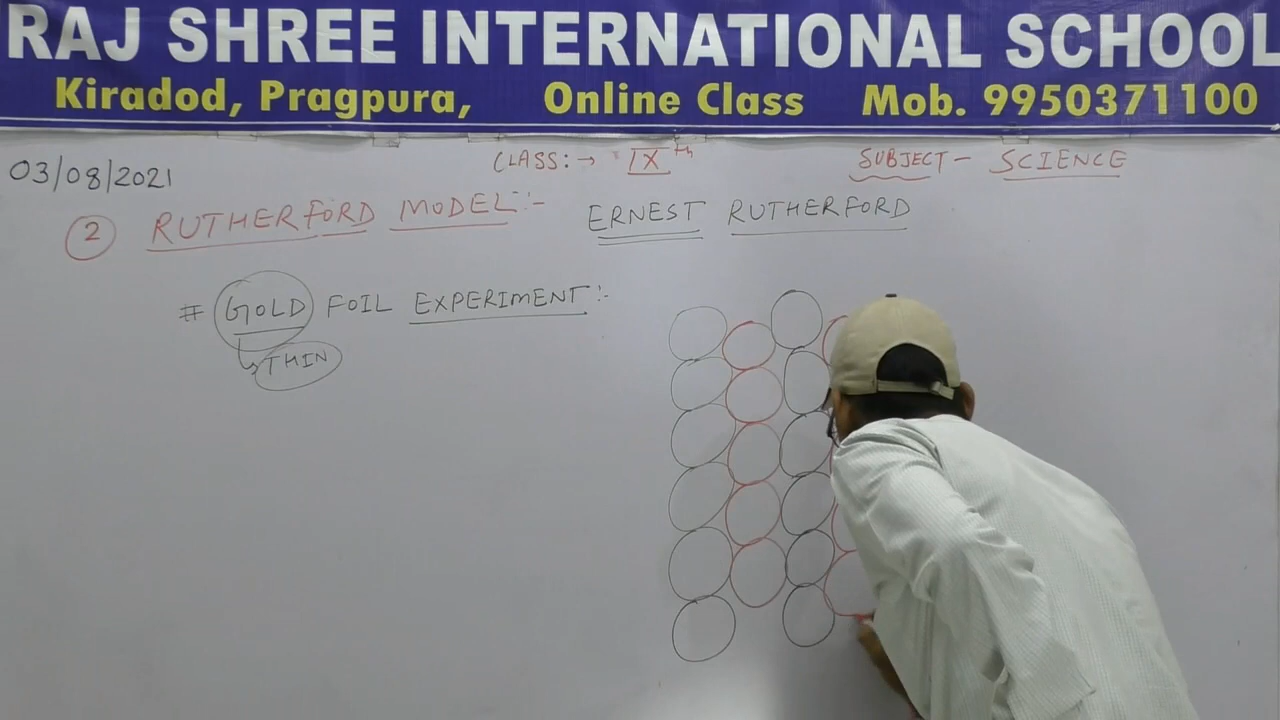 RAJ SHREE INTERNATIONAL SCHOOL
Kiradod, Pragpura, Online Class Mob. 9950371100
03/08/2021 CLASS:→ IXth SUBJECT - SCIENCE
2 RUTHERFORD MODEL:- ERNEST RUTHERFORD
# GOLD FOIL EXPERIMENT:-
THIN